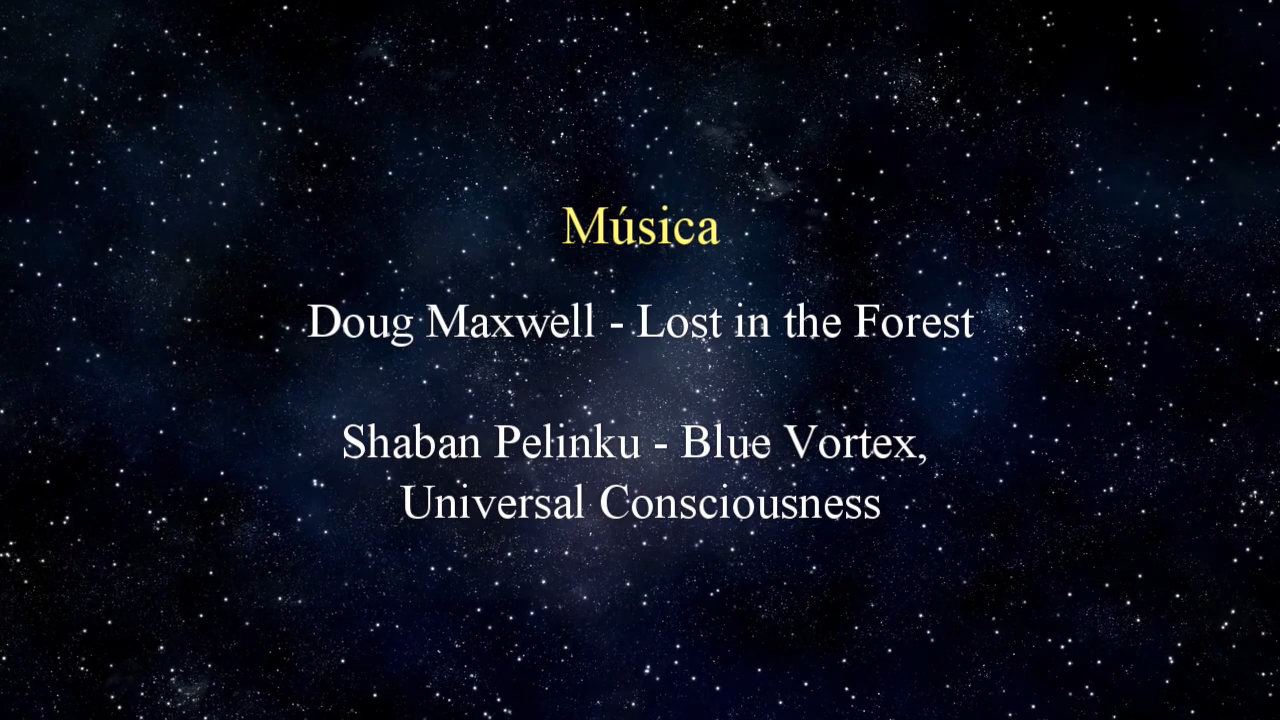 Música
Doug Maxwell - Lost in the Forest
Shaban Pelinku - Blue Vortex,
Universal Consciousness